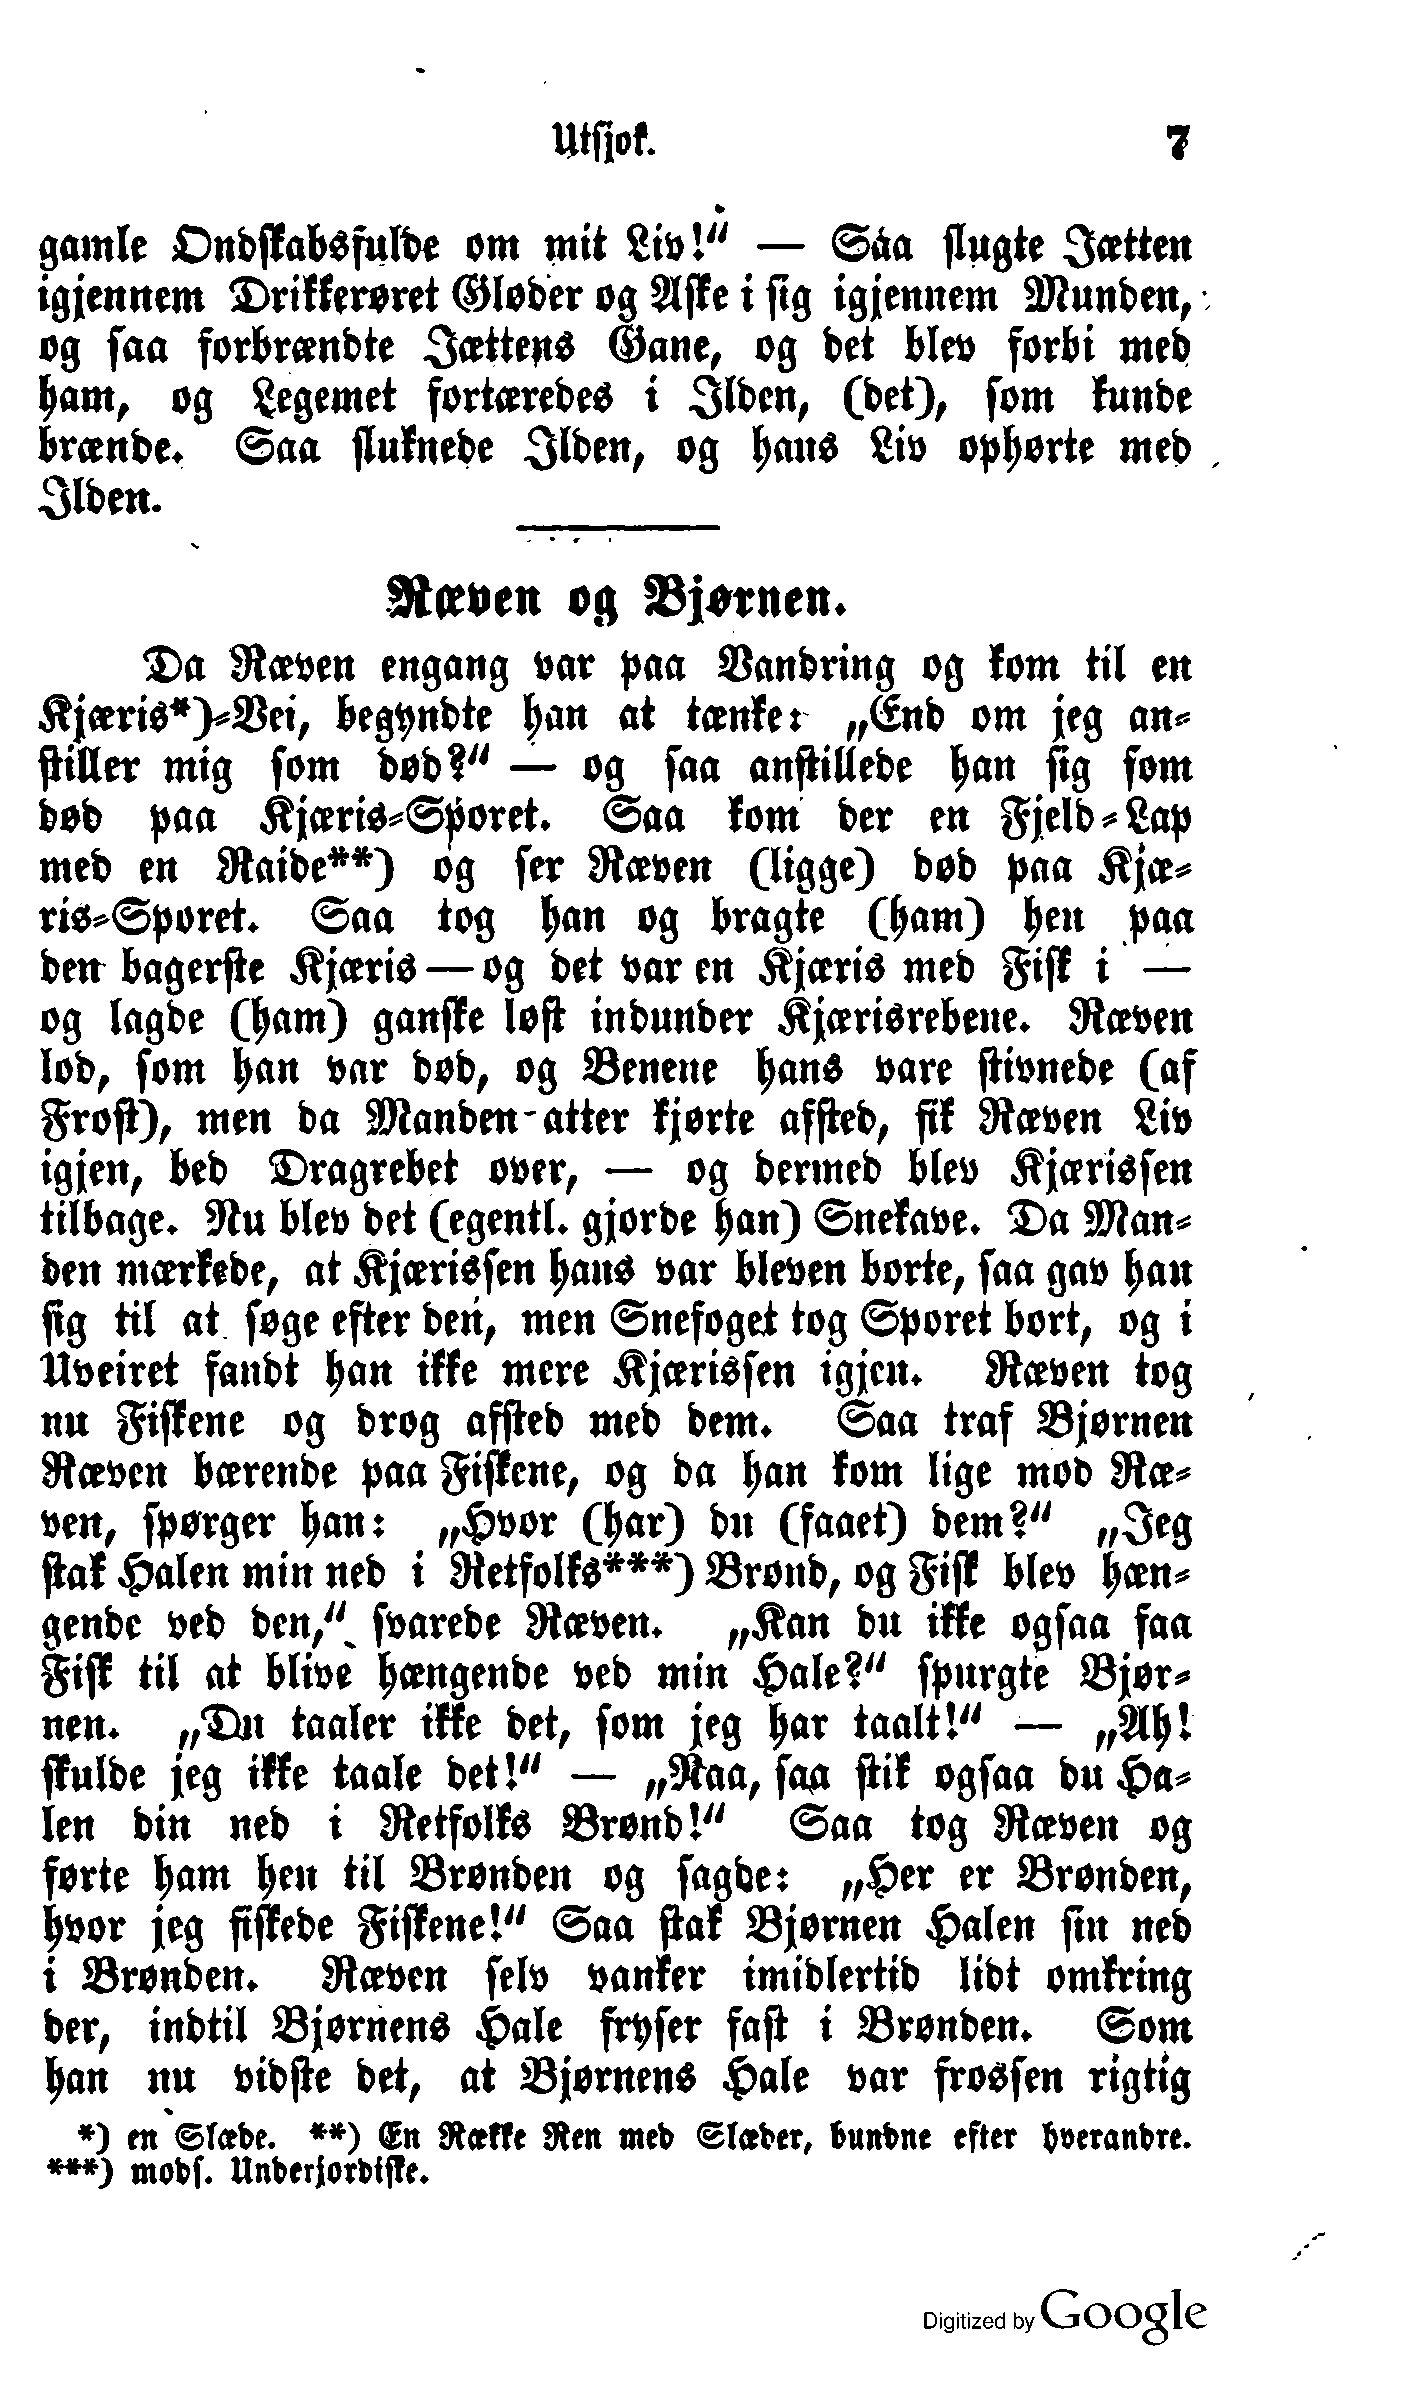 Utsjok. 7
gamle Ondskabsfulde om mit Liv!“ — Saa slugte Jætten
igjennem Drikkerøret Gløder og Aske i sig igjennem Munden,
og saa forbrændte Jættens Gane, og det blev forbi med
ham, og Legemet fortæredes i Ilden, (det), som kunde
brænde. Saa sluknede Ilden, og hans Liv ophørte med
Ilden.
Ræven og Bjørnen.
Da Ræven engang var paa Vandring og kom til en
Kjæris*)-Vei, begyndte han at tænke: „End om jeg an-
stiller mig som død?“ — og saa anstillede han sig som
død paa Kjæris-Sporet. Saa kom der en Fjeld-Lap
med en Raide**) og ser Ræven (ligge) død paa Kjæ-
ris-Sporet. Saa tog han og bragte (ham) hen paa
den bagerste Kjæris — og det var en Kjæris med Fisk i —
og lagde (ham) ganske løst indunder Kjærisrebene. Ræven
lod, som han var død, og Benene hans vare stivnede (af
Frost), men da Manden atter kjørte afsted, fik Ræven Liv
igjen, bed Dragrebet over, — og dermed blev Kjærissen
tilbage. Nu blev det (egentl. gjorde han) Snekave. Da Man-
den mærkede, at Kjærissen hans var bleven borte, saa gav han
sig til at søge efter den, men Snefoget tog Sporet bort, og i
Uveiret fandt han ikke mere Kjærissen igjen. Ræven tog
nu Fiskene og drog afsted med dem. Saa traf Bjørnen
Ræven bærende paa Fiskene, og da han kom lige mod Ræ-
ven, spørger han: „Hvor (har) du (faaet) dem?“ „Jeg
stak Halen min ned i Retfolks***) Brønd, og Fisk blev hæn-
gende ved den,“ svarede Ræven. „Kan du ikke ogsaa faa
Fisk til at blive hængende ved min Hale?“ spurgte Bjør-
nen. „Du taaler ikke det, som jeg har taalt!“ — „Ah!
skulde jeg ikke taale det!“ — „Naa, saa stik ogsaa du Ha-
len din ned i Retfolks Brønd!“ Saa tog Ræven og
førte ham hen til Brønden og sagde: „Her er Brønden,
hvor jeg fiskede Fiskene!“ Saa stak Bjørnen Halen sin ned
i Brønden. Ræven selv vanker imidlertid lidt omkring
der, indtil Bjørnens Hale fryser fast i Brønden. Som
han nu vidste det, at Bjørnens Hale var frossen rigtig
*) en Slæde. **) En Række Ren med Slæder, bundne efter hverandre.
***) mods. Underjordiske.
Digitized by Google